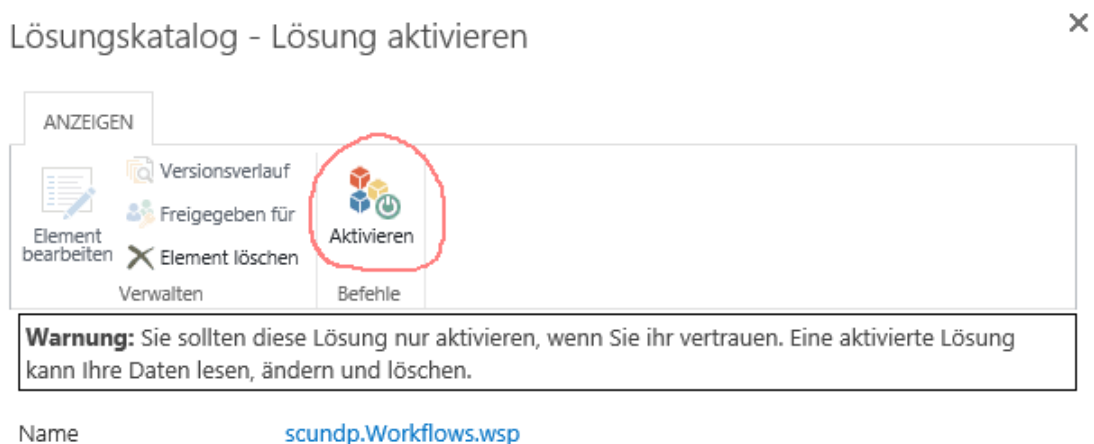 Lösungskatalog - Lösung aktivieren
ANZEIGEN
Element
bearbeiten
Versionsverlauf
Freigegeben für
Element löschen
Verwalten
Aktivieren
Befehle
Warnung: Sie sollten diese Lösung nur aktivieren, wenn Sie ihr vertrauen. Eine aktivierte Lösung
kann Ihre Daten lesen, ändern und löschen.
Name scundp.Workflows.wsp